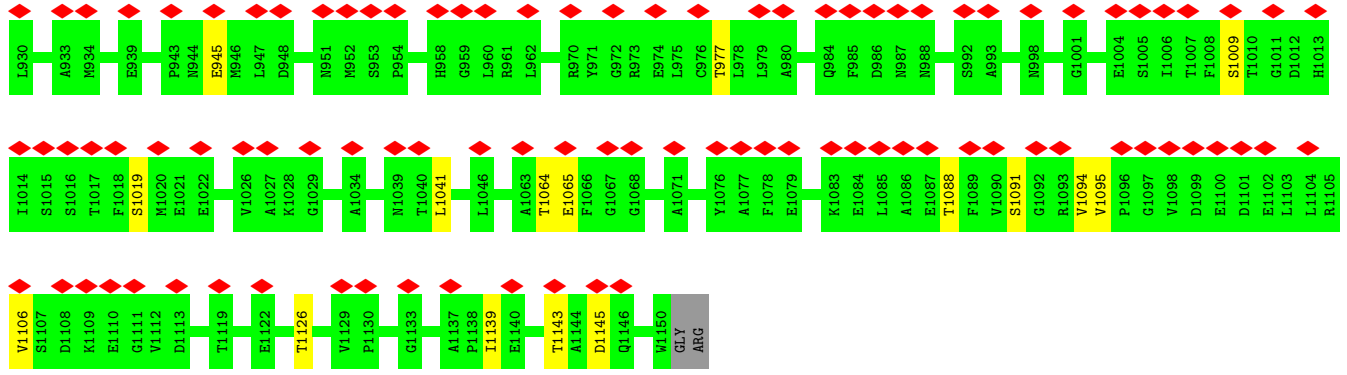 L930 A933 M934 E939 P943 N944 E945 M946 L947 D948 N951 M952 S953 P954 H958 G959 L960 R961 L962 R970 Y971 G972 R973 E974 L975 C976 T977 L978 L979 A980 Q984 F985 D986 N987 N988 S992 A993 N998 G1001 E1004 S1005 I1006 T1007 F1008 S1009 T1010 G1011 D1012 H1013
I1014 S1015 S1016 T1017 F1018 S1019 M1020 E1021 E1022 V1026 A1027 K1028 G1029 A1034 N1039 T1040 L1041 L1046 A1063 T1064 E1065 F1066 G1067 G1068 A1071 Y1076 A1077 F1078 E1079 K1083 E1084 L1085 A1086 E1087 T1088 F1089 V1090 S1091 G1092 R1093 V1094 V1095 P1096 G1097 V1098 D1099 E1100 D1101 E1102 L1103 L1104 R1105
V1106 S1107 D1108 K1109 E1110 G1111 V1112 D1113 T1119 E1122 T1126 V1129 P1130 G1133 A1137 P1138 I1139 E1140 T1143 A1144 D1145 Q1146 W1150 GLY ARG